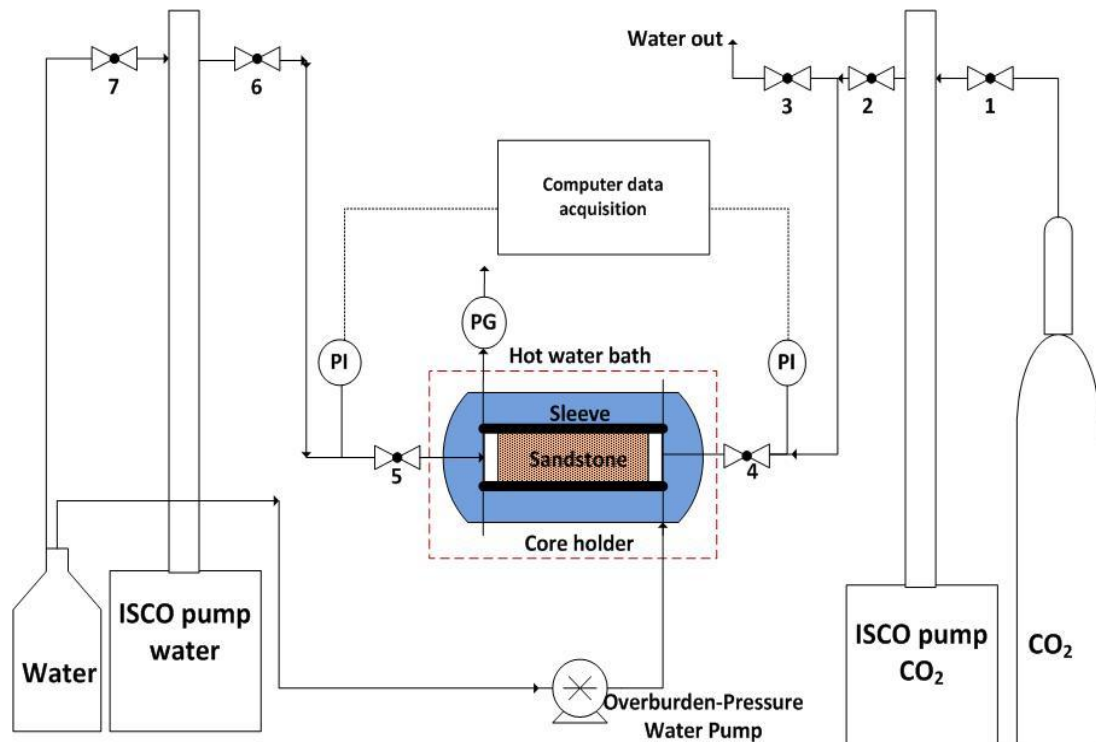 Water out
7
6
3
2
1
Computer data
acquisition
PG
PI
PI
Hot water bath
Sleeve
Sandstone
5
4
Core holder
ISCO pump
water
Water
ISCO pump
CO₂
CO₂
Overburden-Pressure
Water Pump